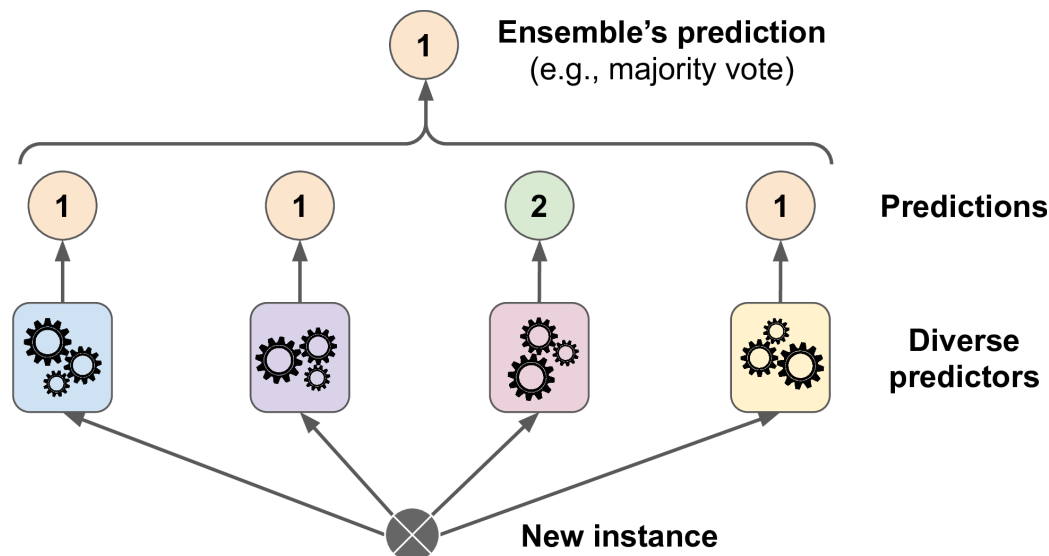 1
Ensemble's prediction
(e.g., majority vote)
1 1 2 1
Predictions
Diverse
predictors
New instance